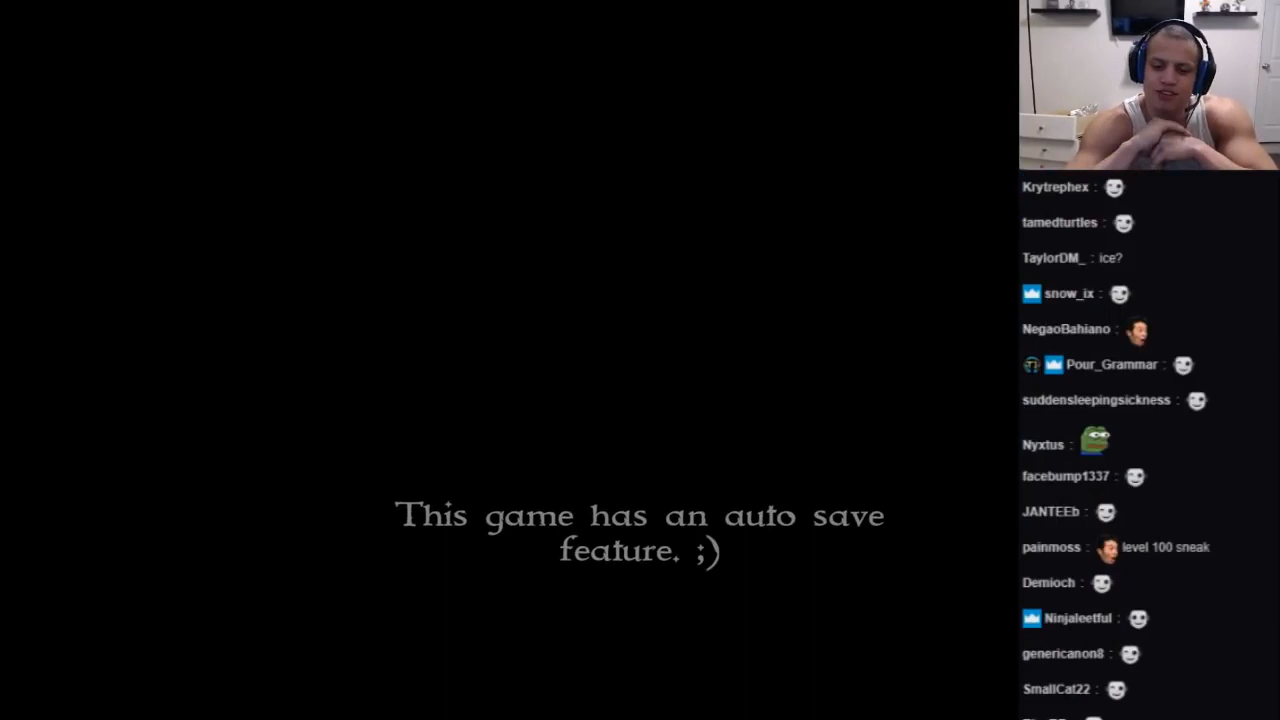 Krytrephex :
tamedturtles :
TaylorDM_ : ice?
snow_ix :
NegaoBahiano :
Pour_Grammar :
suddensleepingsickness :
Nyxtus :
facebump1337 :
This game has an auto save
feature. ;)
JANTEEb :
painmoss : level 100 sneak
Demioch :
Ninjaleetful :
genericanon8 :
SmallCat22 :